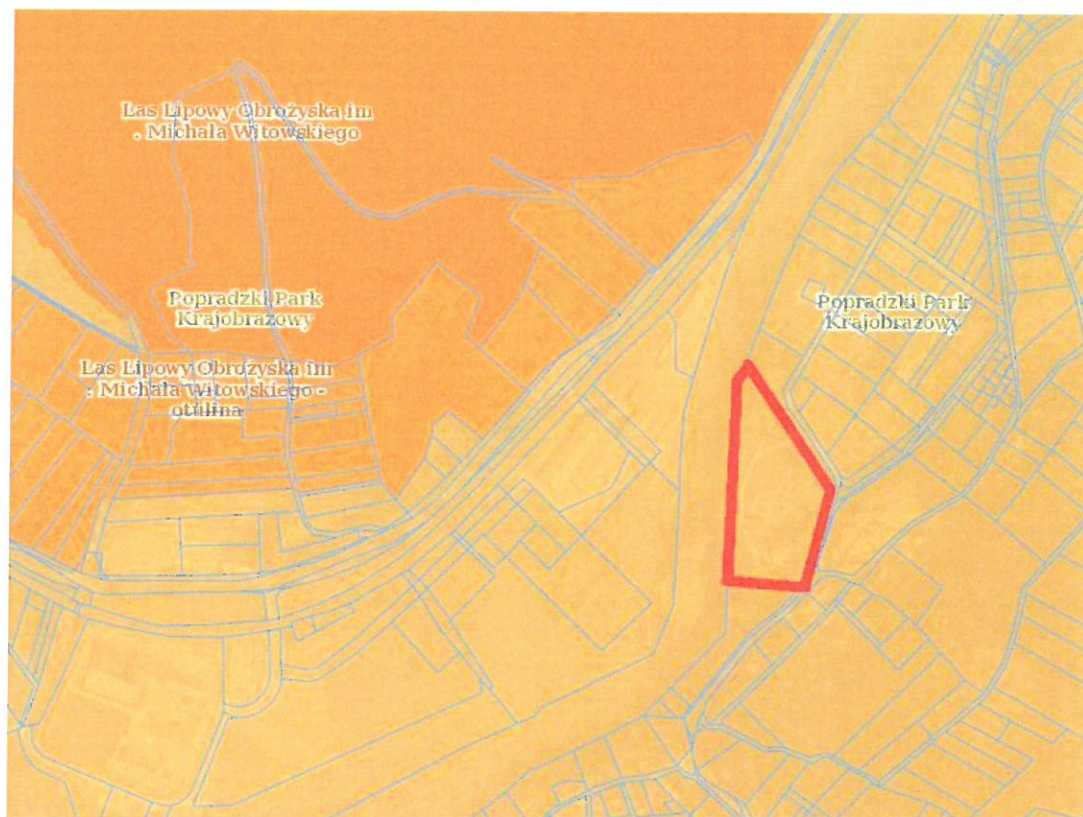 Las Lipowy Obrożyska im
. Michała Witowskiego
Popradzki Park
Krajobrazowy
Popradzki Park
Krajobrazowy
Las Lipowy Obrożyska im
. Michała Witowskiego -
otulina